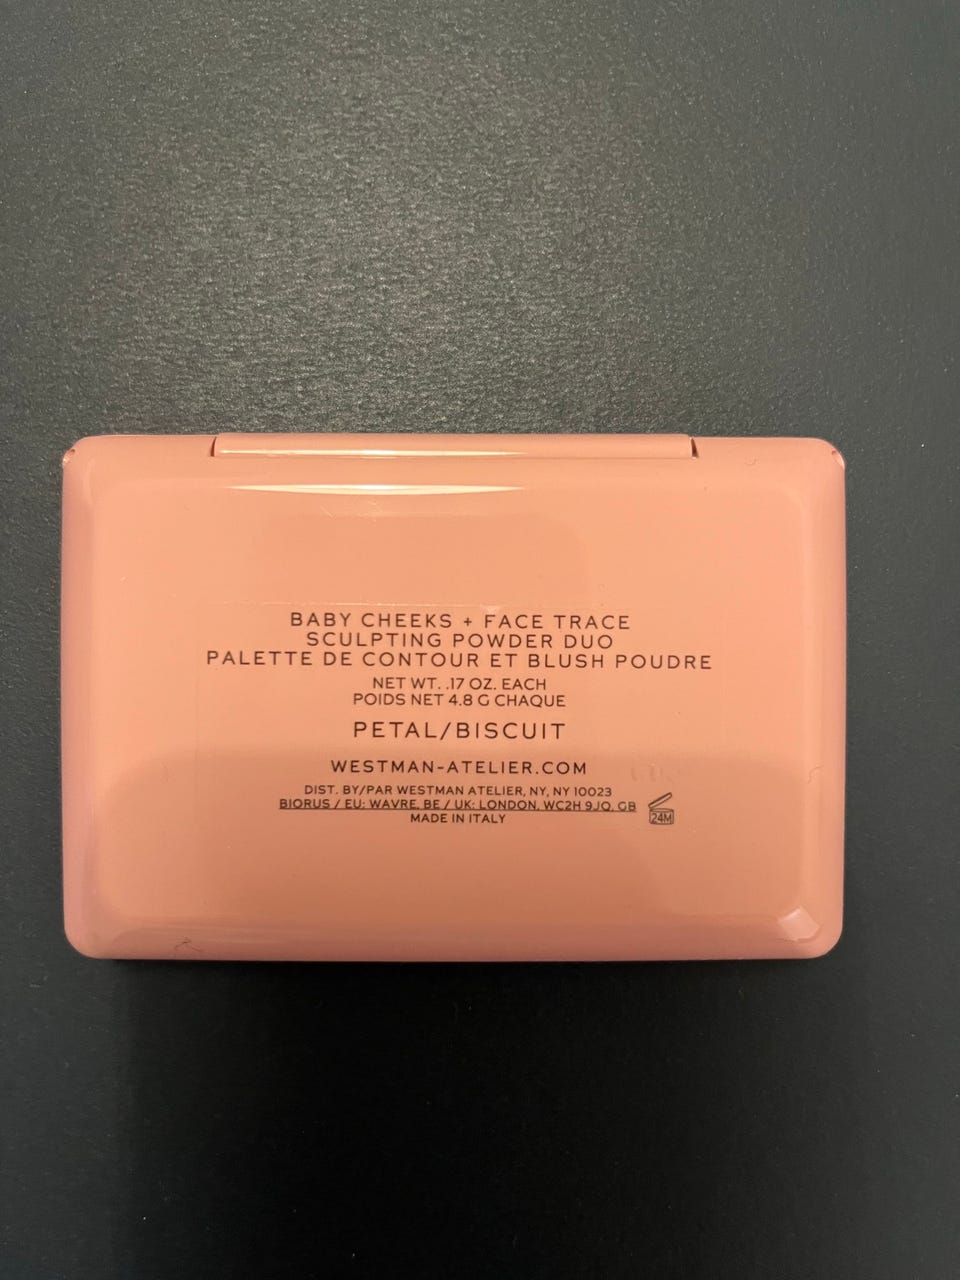 BABY CHEEKS + FACE TRACE
SCULPTING POWDER DUO
PALETTE DE CONTOUR ET BLUSH POUDRE
NET WT. .17 OZ. EACH
POIDS NET 4.8 G CHAQUE
PETAL/BISCUIT
WESTMAN-ATELIER.COM
DIST. BY/PAR WESTMAN ATELIER, NY, NY 10023
BIORUS / EU: WAVRE, BE / UK: LONDON, WC2H 9JQ, GB
24M
MADE IN ITALY